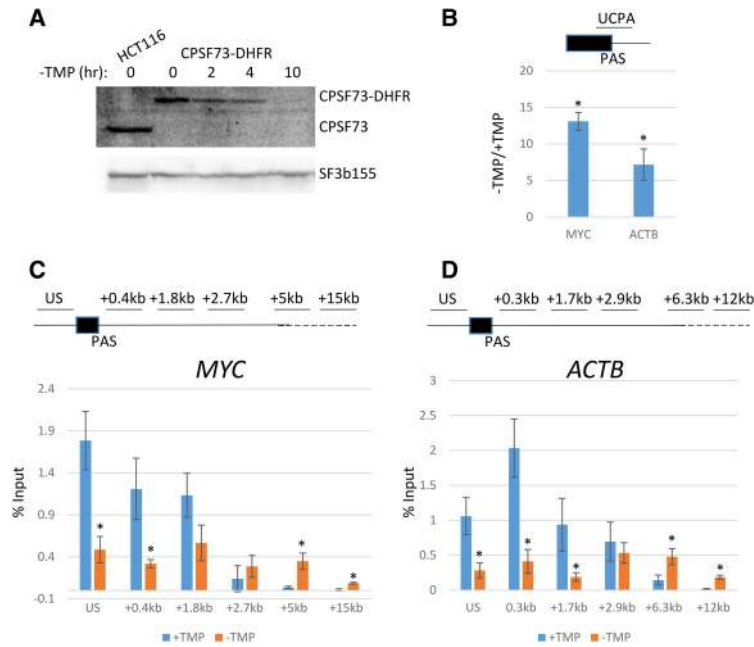 A
HCT116
CPSF73-DHFR
-TMP (hr): 0 0 2 4 10
CPSF73-DHFR
CPSF73
SF3b155
B
UCPA
PAS
-TMP/+TMP
20
15
10
5
0
*
*
MYC ACTB
C
US +0.4kb +1.8kb +2.7kb +5kb +15kb
PAS
MYC
% Input
2.4
1.9
1.4
0.9
0.4
-0.1
* * * *
US +0.4kb +1.8kb +2.7kb +5kb +15kb
+TMP -TMP
D
US +0.3kb +1.7kb +2.9kb +6.3kb +12kb
PAS
ACTB
% Input
3
2.5
2
1.5
1
0.5
0
* * * * *
US 0.3kb +1.7kb +2.9kb +6.3kb +12kb
+TMP -TMP